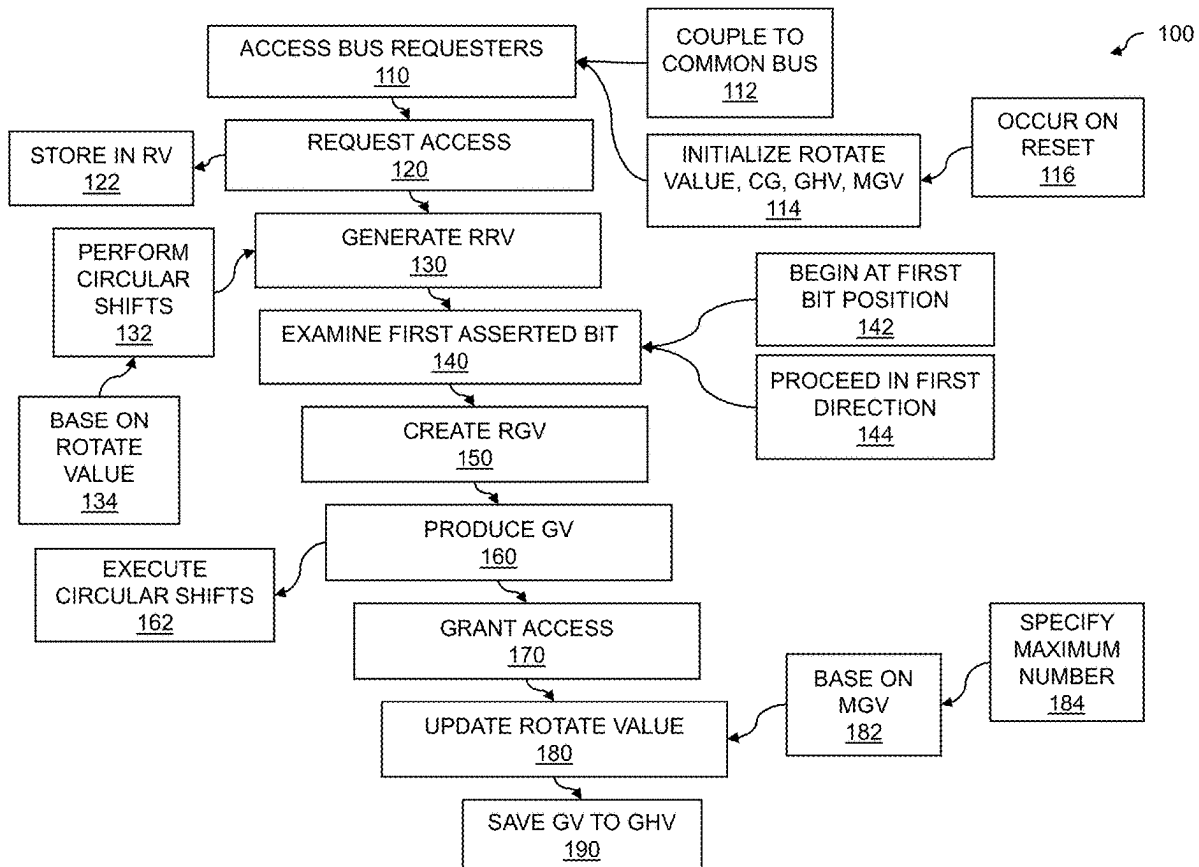 100
ACCESS BUS REQUESTERS
110
COUPLE TO
COMMON BUS
112
OCCUR ON
RESET
116
INITIALIZE ROTATE
VALUE, CG, GHV, MGV
114
REQUEST ACCESS
120
STORE IN RV
122
GENERATE RRV
130
PERFORM
CIRCULAR
SHIFTS
132
BASE ON
ROTATE
VALUE
134
EXAMINE FIRST ASSERTED BIT
140
BEGIN AT FIRST
BIT POSITION
142
PROCEED IN FIRST
DIRECTION
144
CREATE RGV
150
PRODUCE GV
160
EXECUTE
CIRCULAR SHIFTS
162
GRANT ACCESS
170
UPDATE ROTATE VALUE
180
BASE ON
MGV
182
SPECIFY
MAXIMUM
NUMBER
184
SAVE GV TO GHV
190